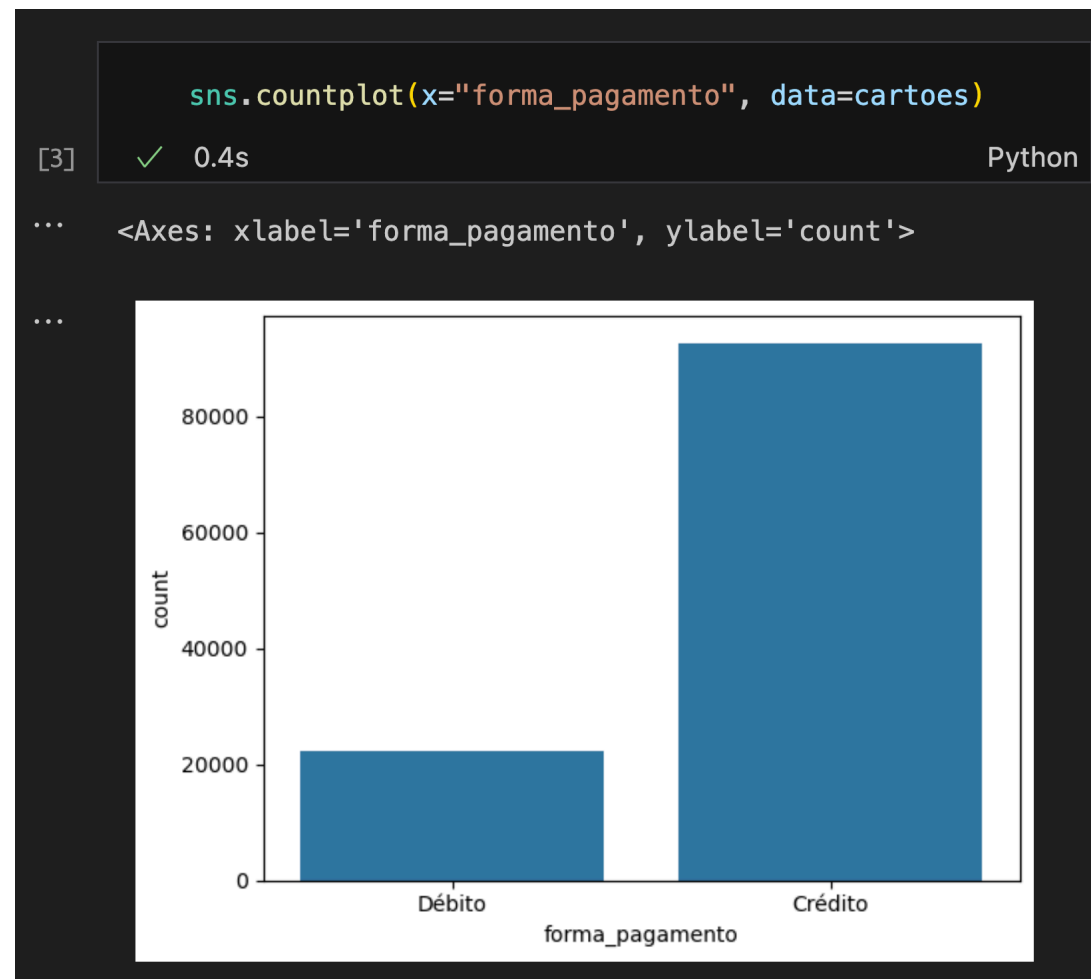 sns.countplot(x="forma_pagamento", data=cartoes)
[3]
0.4s
Python
...
<Axes: xlabel='forma_pagamento', ylabel='count'>
...
80000
60000
40000
20000
0
count
Débito
Crédito
forma_pagamento